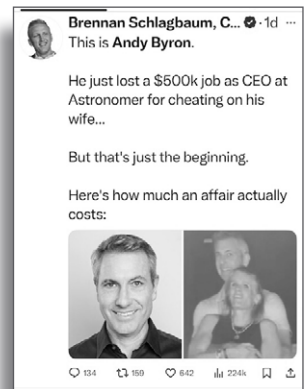 Brennan Schlagbaum, C... · 1d ...
This is Andy Byron.
He just lost a $500k job as CEO at
Astronomer for cheating on his
wife...
But that's just the beginning.
Here's how much an affair actually
costs:
134 159 642 224k